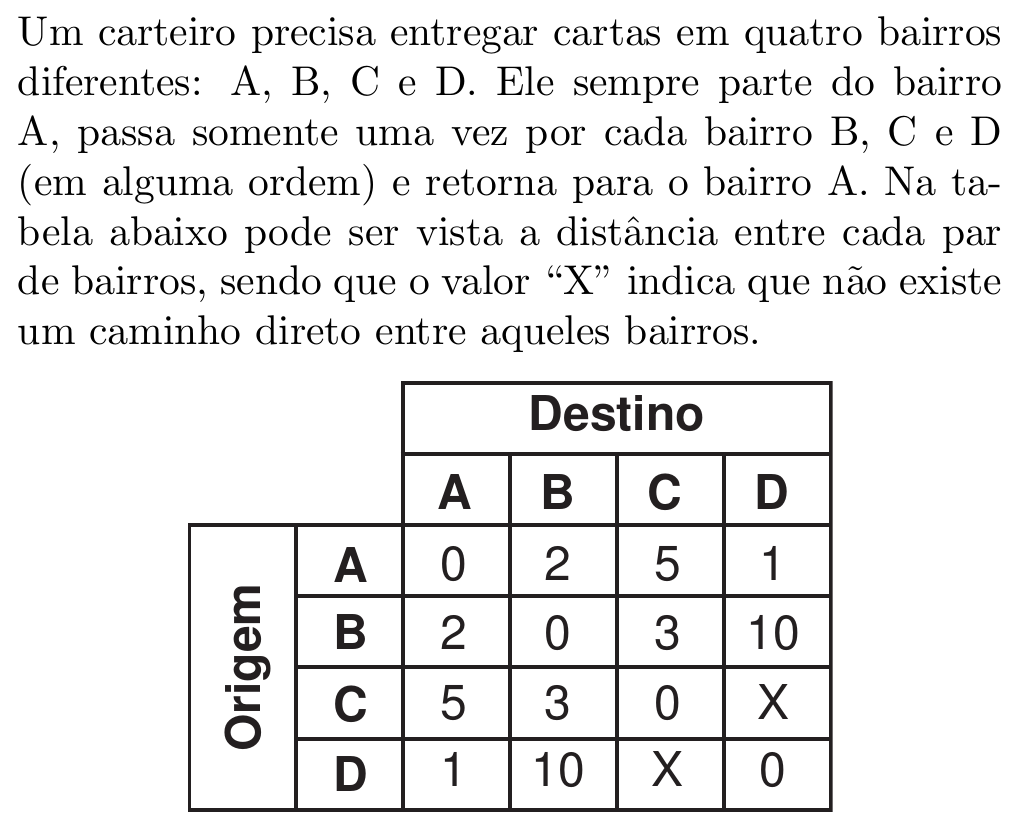 Um carteiro precisa entregar cartas em quatro bairros
diferentes: A, B, C e D. Ele sempre parte do bairro
A, passa somente uma vez por cada bairro B, C e D
(em alguma ordem) e retorna para o bairro A. Na ta-
bela abaixo pode ser vista a distância entre cada par
de bairros, sendo que o valor “X” indica que não existe
um caminho direto entre aqueles bairros.
Destino
A B C D
Origem
A 0 2 5 1
B 2 0 3 10
C 5 3 0 X
D 1 10 X 0